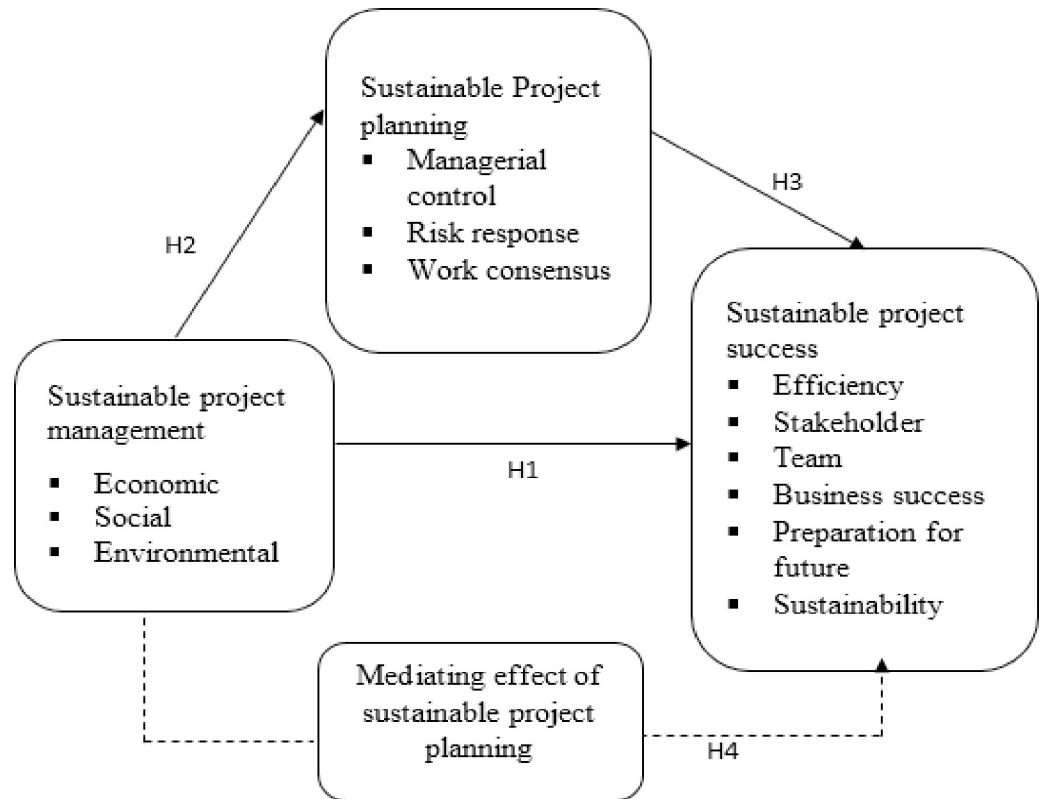 Sustainable Project
planning
▪ Managerial
control
▪ Risk response
▪ Work consensus
H2
H3
Sustainable project
management
▪ Economic
▪ Social
▪ Environmental
H1
Sustainable project
success
▪ Efficiency
▪ Stakeholder
▪ Team
▪ Business success
▪ Preparation for
future
▪ Sustainability
Mediating effect of
sustainable project
planning
H4